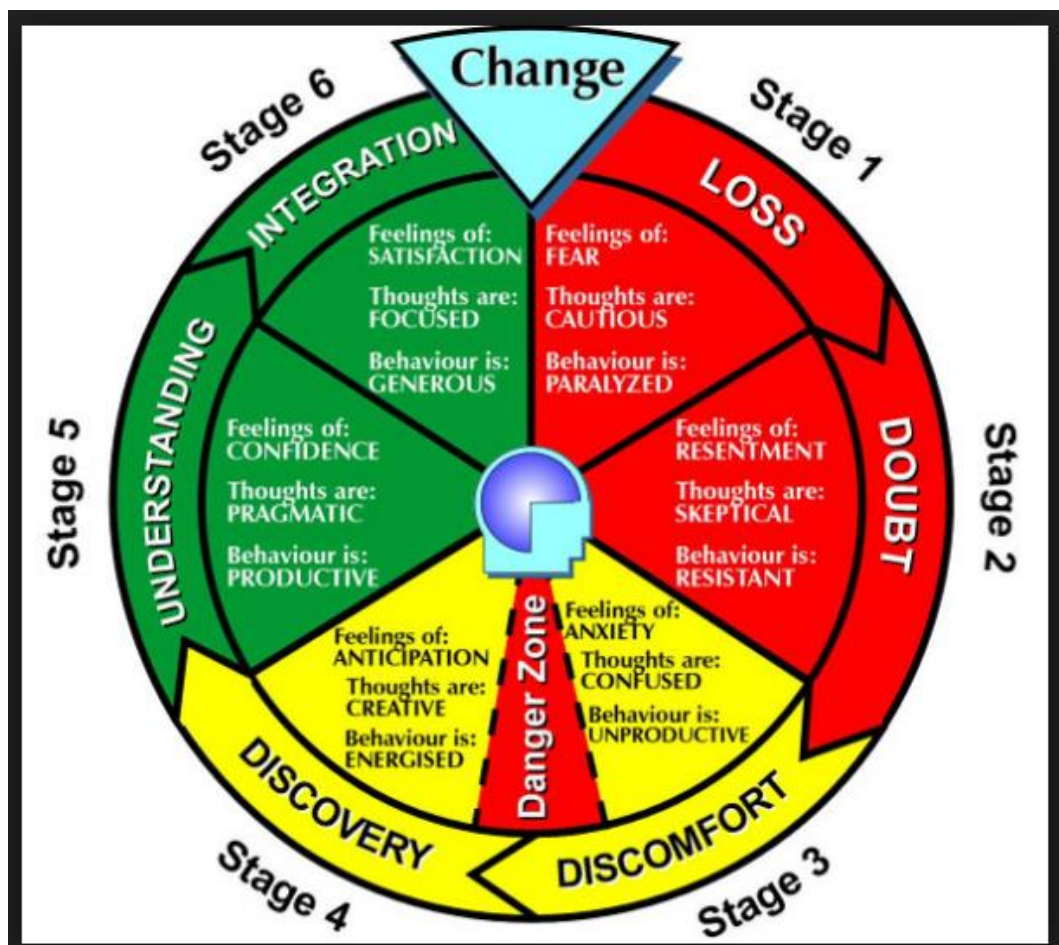 Change
Stage 1
LOSS
Feelings of:
FEAR
Thoughts are:
CAUTIOUS
Behaviour is:
PARALYZED
Stage 2
DOUBT
Feelings of:
RESENTMENT
Thoughts are:
SKEPTICAL
Behaviour is:
RESISTANT
Stage 3
DISCOMFORT
Feelings of:
ANXIETY
Thoughts are:
CONFUSED
Behaviour is:
UNPRODUCTIVE
Danger Zone
Stage 4
DISCOVERY
Feelings of:
ANTICIPATION
Thoughts are:
CREATIVE
Behaviour is:
ENERGISED
Stage 5
UNDERSTANDING
Feelings of:
CONFIDENCE
Thoughts are:
PRAGMATIC
Behaviour is:
PRODUCTIVE
Stage 6
INTEGRATION
Feelings of:
SATISFACTION
Thoughts are:
FOCUSED
Behaviour is:
GENEROUS